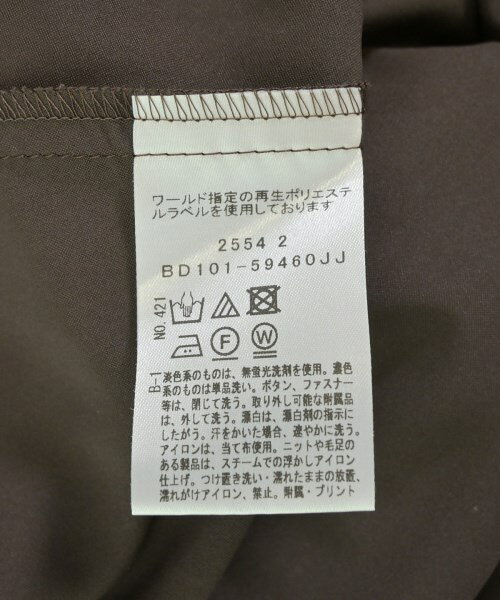 ワールド指定の再生ポリエステ
ルラベルを使用しております
2554 2
BD101-59460JJ
NO.421
F W
B-1
淡色系のものは、無蛍光洗剤を使用。濃色
系のものは単品洗い。ボタン、ファスナー
等は、閉じて洗う。取り外し可能な附属品
は、外して洗う。漂白は、漂白剤の指示に
したがう。汗をかいた場合、速やかに洗う。
アイロンは、当て布使用。ニットや毛足の
ある製品は、スチームでの浮かしアイロン
仕上げ。つけ置き洗い・濡れたままの放置、
濡れがけアイロン、禁止。附属・プリント